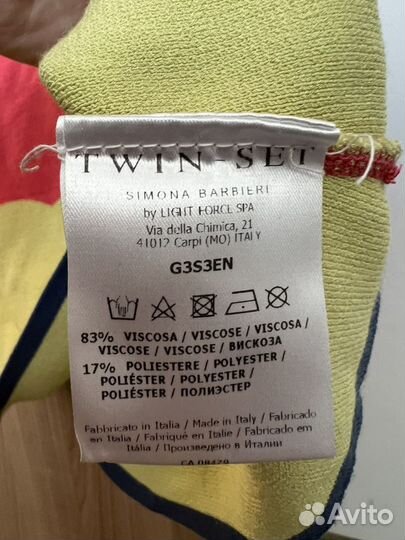 TWIN-SET
SIMONA BARBIERI
by LIGHT FORCE SPA
Via della Chimica, 21
41012 Carpi (MO) ITALY
G3S3EN
83% VISCOSA / VISCOSE / VISCOSA /
VISCOSE / VISCOSE / ВИСКОЗА
17% POLIESTERE / POLYESTER /
POLIÉSTER / POLYESTER /
POLIÉSTER / ПОЛИЭСТЕР
Fabbricato in Italia / Made in Italy / Fabricado
en Italia / Fabriqué en Italie / Fabricado em
Itália / Произведено в Италии
CA 08420
Avito